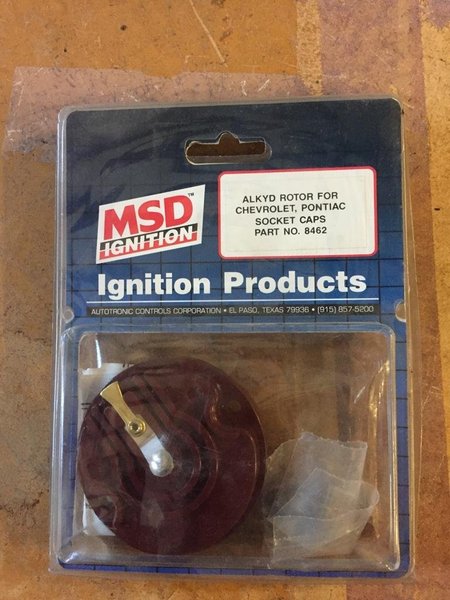 ALKYD ROTOR FOR
CHEVROLET, PONTIAC
SOCKET CAPS
PART NO. 8462
MSD
IGNITION
Ignition Products
AUTOTRONIC CONTROLS CORPORATION • EL PASO, TEXAS 79936 • (915) 857-5200